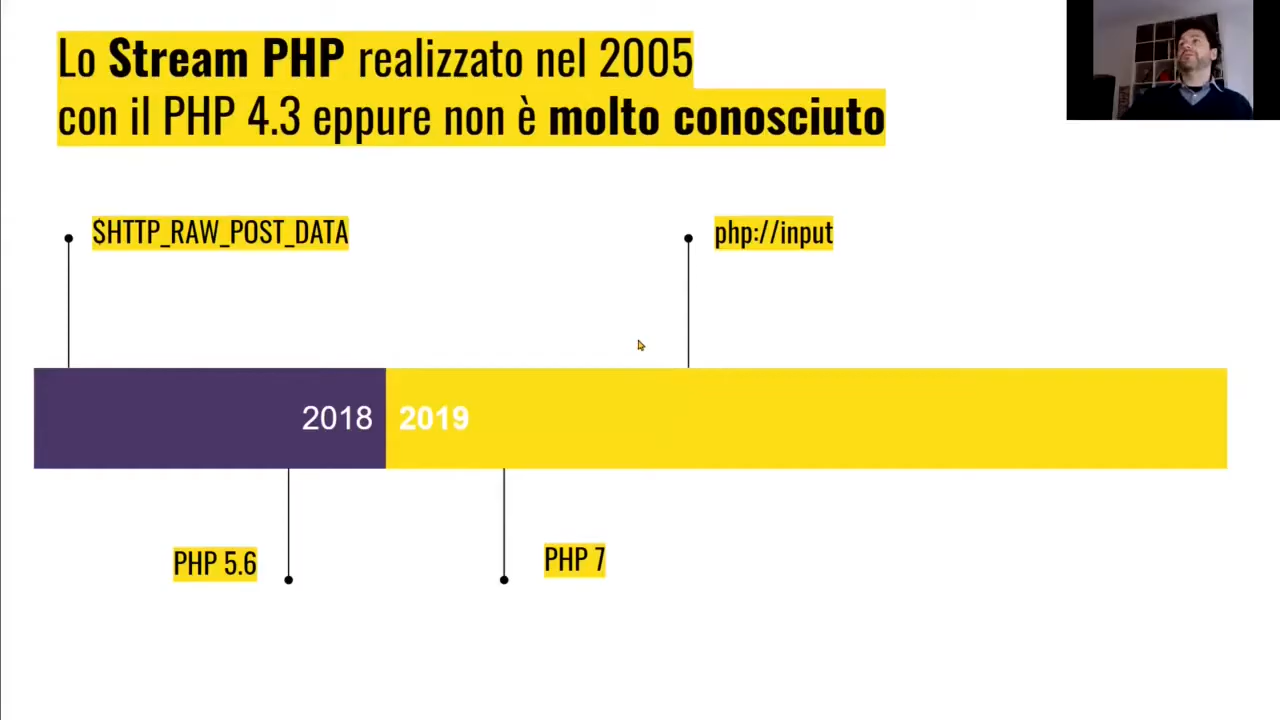 Lo Stream PHP realizzato nel 2005
con il PHP 4.3 eppure non è molto conosciuto
$HTTP_RAW_POST_DATA
php://input
2018
2019
PHP 5.6
PHP 7